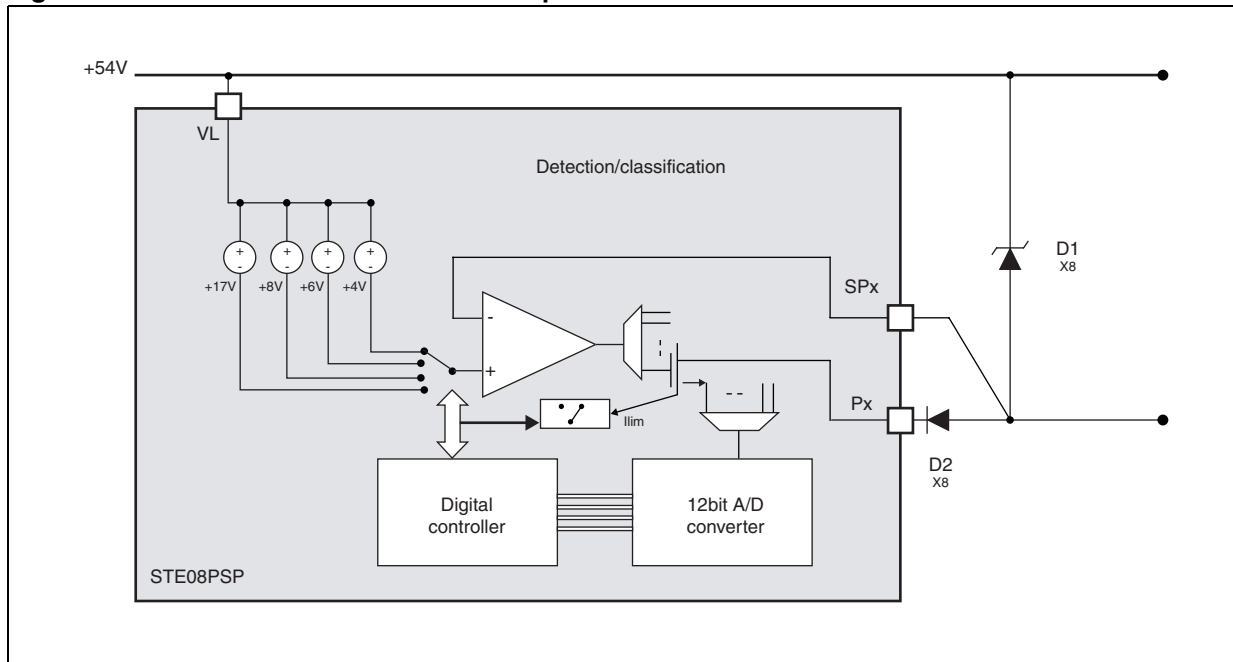 +54V
VL
Detection/classification
+ + + +
- - - -
+17V +8V +6V +4V
D1
X8
SPx
-
+
Px
Ilim
D2
X8
Digital
controller
12bit A/D
converter
STE08PSP